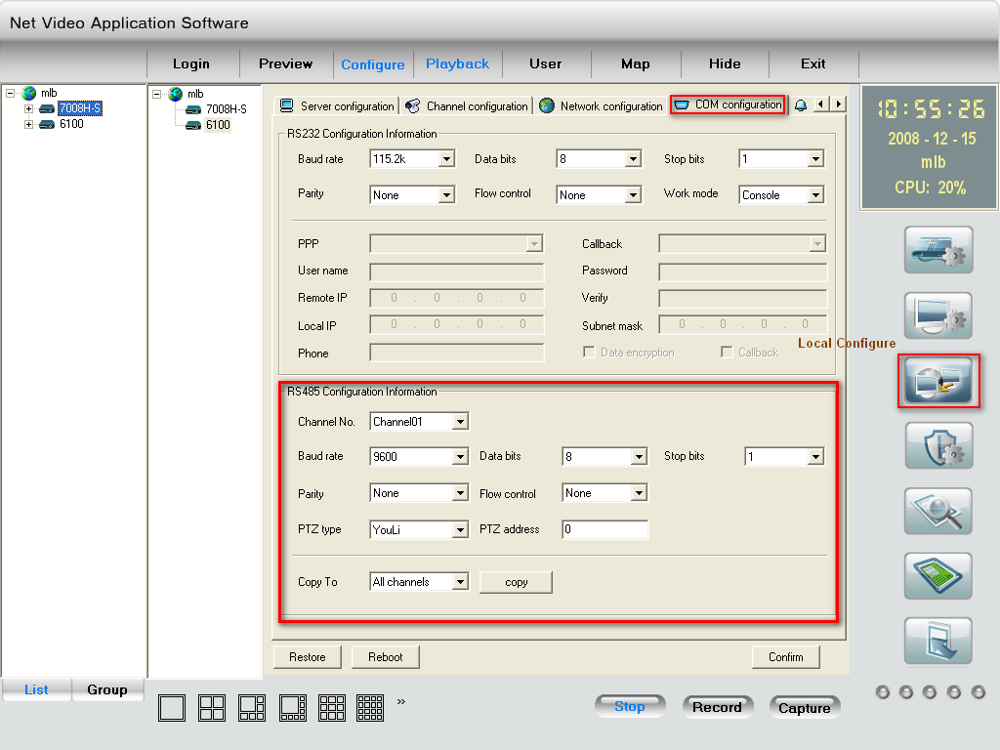 Net Video Application Software
Login Preview Configure Playback User Map Hide Exit
mlb
7008H-S
6100
mlb
7008H-S
6100
Server configuration Channel configuration Network configuration COM configuration
RS232 Configuration Information
Baud rate 115.2k Data bits 8 Stop bits 1
Parity None Flow control None Work mode Console
PPP Callback
User name Password
Remote IP 0 . 0 . 0 . 0 Verify
Local IP 0 . 0 . 0 . 0 Subnet mask 0 . 0 . 0 . 0
Phone Data encryption Callback
RS485 Configuration Information
Channel No. Channel01
Baud rate 9600 Data bits 8 Stop bits 1
Parity None Flow control None
PTZ type YouLi PTZ address 0
Copy To All channels copy
Restore Reboot Confirm
10:55:26
2008 - 12 - 15
mlb
CPU: 20%
Local Configure
List Group
»
Stop Record Capture